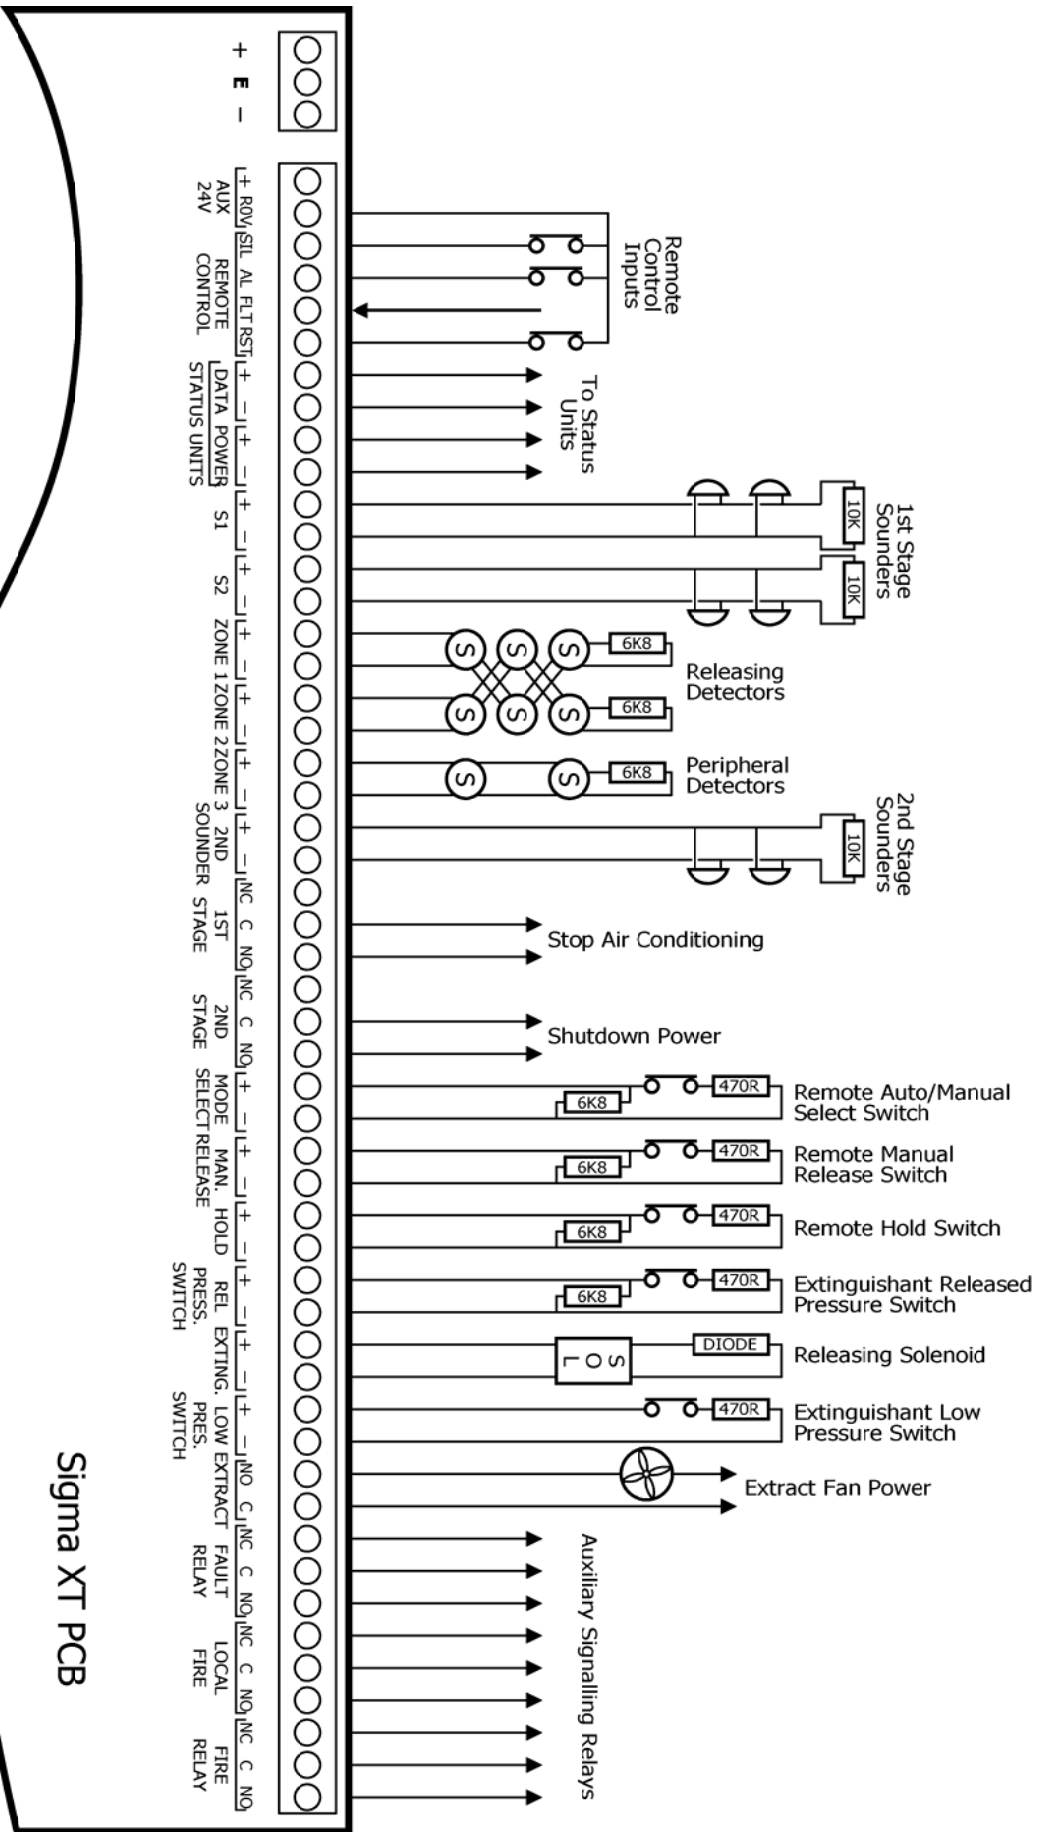 + E −
+ R0V SIL AL FLT RST
AUX
24V
REMOTE
CONTROL
Remote
Control
Inputs
+ − + −
DATA POWER
STATUS UNITS
To Status
Units
+ −
S1
+ −
S2
10K
10K
1st Stage
Sounders
+ −
ZONE 1
+ −
ZONE 2
S S S 6K8
S S S 6K8
Releasing
Detectors
+ −
ZONE 3
S S 6K8
Peripheral
Detectors
+ −
2ND
SOUNDER
10K
2nd Stage
Sounders
NC C NO
1ST
STAGE
Stop Air Conditioning
NC C NO
2ND
STAGE
Shutdown Power
+ −
MODE
SELECT
6K8
470R
Remote Auto/Manual
Select Switch
+ −
MAN.
RELEASE
6K8
470R
Remote Manual
Release Switch
+ −
HOLD
6K8
470R
Remote Hold Switch
+ −
REL
PRESS.
SWITCH
6K8
470R
Extinguishant Released
Pressure Switch
+ −
EXTING.
SOL
DIODE
Releasing Solenoid
+ −
LOW
PRES.
SWITCH
470R
Extinguishant Low
Pressure Switch
NO C
EXTRACT
Extract Fan Power
NC C NO
FAULT
RELAY
NC C NO
LOCAL
FIRE
NC C NO
FIRE
RELAY
Auxiliary Signalling Relays
Sigma XT PCB